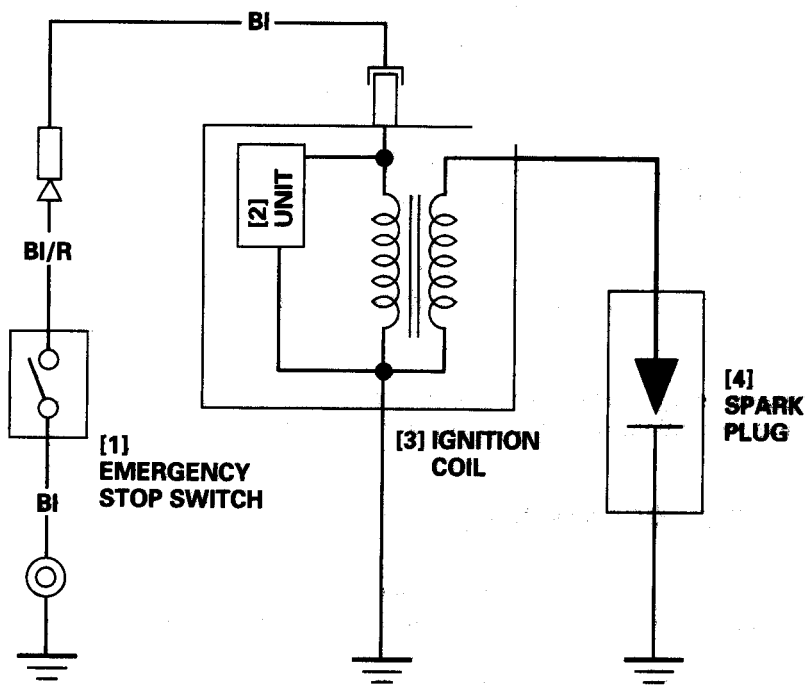 Bl
[2]
UNIT
Bl/R
[1]
EMERGENCY
STOP SWITCH
[3] IGNITION
COIL
[4]
SPARK
PLUG
Bl